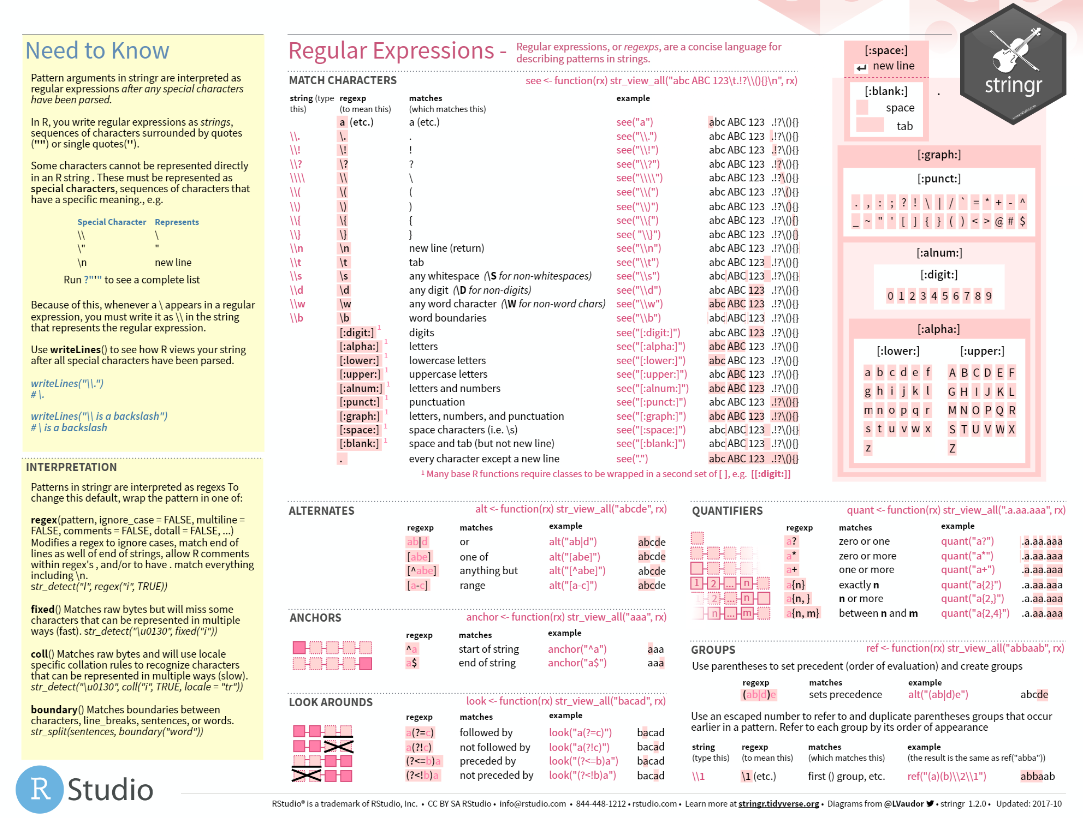 Need to Know
Pattern arguments in stringr are interpreted as
regular expressions after any special characters
have been parsed.
In R, you write regular expressions as strings,
sequences of characters surrounded by quotes
("") or single quotes('').
Some characters cannot be represented directly
in an R string . These must be represented as
special characters, sequences of characters that
have a specific meaning., e.g.
Special Character Represents
\\ \
\" "
\n new line
Run ?"'" to see a complete list
Because of this, whenever a \ appears in a regular
expression, you must write it as \\ in the string
that represents the regular expression.
Use writeLines() to see how R views your string
after all special characters have been parsed.
writeLines("\\.")
# \.
writeLines("\\ is a backslash")
# \ is a backslash
INTERPRETATION
Patterns in stringr are interpreted as regexs To
change this default, wrap the pattern in one of:
regex(pattern, ignore_case = FALSE, multiline =
FALSE, comments = FALSE, dotall = FALSE, ...)
Modifies a regex to ignore cases, match end of
lines as well of end of strings, allow R comments
within regex's , and/or to have . match everything
including \n.
str_detect("I", regex("i", TRUE))
fixed() Matches raw bytes but will miss some
characters that can be represented in multiple
ways (fast). str_detect("\u0130", fixed("i"))
coll() Matches raw bytes and will use locale
specific collation rules to recognize characters
that can be represented in multiple ways (slow).
str_detect("\u0130", coll("i", TRUE, locale = "tr"))
boundary() Matches boundaries between
characters, line_breaks, sentences, or words.
str_split(sentences, boundary("word"))
R Studio
Regular Expressions -
Regular expressions, or regexps, are a concise language for
describing patterns in strings.
MATCH CHARACTERS
see <- function(rx) str_view_all("abc ABC 123\t.!?\\(){}\n", rx)
string (type regexp matches example
this) (to mean this) (which matches this)
a (etc.) a (etc.) see("a") abc ABC 123 .!?\(){}
\\. \. . see("\\.") abc ABC 123 .!?\(){}
\\! \! ! see("\\!") abc ABC 123 .!?\(){}
\\? \? ? see("\\?") abc ABC 123 .!?\(){}
\\\\ \\ \ see("\\\\") abc ABC 123 .!?\(){}
\\( \( ( see("\\(") abc ABC 123 .!?\(){}
\\) \) ) see("\\)") abc ABC 123 .!?\(){}
\\{ \{ { see("\\{") abc ABC 123 .!?\(){}
\\} \} } see( "\\}") abc ABC 123 .!?\(){}
\\n \n new line (return) see("\\n") abc ABC 123 .!?\(){}
\\t \t tab see("\\t") abc ABC 123 .!?\(){}
\\s \s any whitespace (\S for non-whitespaces) see("\\s") abc ABC 123 .!?\(){}
\\d \d any digit (\D for non-digits) see("\\d") abc ABC 123 .!?\(){}
\\w \w any word character (\W for non-word chars) see("\\w") abc ABC 123 .!?\(){}
\\b \b word boundaries see("\\b") abc ABC 123 .!?\(){}
[:digit:] 1 digits see("[:digit:]") abc ABC 123 .!?\(){}
[:alpha:] 1 letters see("[:alpha:]") abc ABC 123 .!?\(){}
[:lower:] 1 lowercase letters see("[:lower:]") abc ABC 123 .!?\(){}
[:upper:] 1 uppercase letters see("[:upper:]") abc ABC 123 .!?\(){}
[:alnum:] 1 letters and numbers see("[:alnum:]") abc ABC 123 .!?\(){}
[:punct:] 1 punctuation see("[:punct:]") abc ABC 123 .!?\(){}
[:graph:] 1 letters, numbers, and punctuation see("[:graph:]") abc ABC 123 .!?\(){}
[:space:] 1 space characters (i.e. \s) see("[:space:]") abc ABC 123 .!?\(){}
[:blank:] 1 space and tab (but not new line) see("[:blank:]") abc ABC 123 .!?\(){}
. every character except a new line see(".") abc ABC 123 .!?\(){}
1 Many base R functions require classes to be wrapped in a second set of [ ], e.g. [[:digit:]]
[:space:]
new line
[:blank:]
.
space
tab
stringr
[:graph:]
[:punct:]
. , : ; ? ! \ | / ` = * + - ^
_ ~ " ' [ ] { } ( ) < > @ # $
[:alnum:]
[:digit:]
0 1 2 3 4 5 6 7 8 9
[:alpha:]
[:lower:] [:upper:]
a b c d e f A B C D E F
g h i j k l G H I J K L
m n o p q r M N O P Q R
s t u v w x S T U V W X
z Z
ALTERNATES
alt <- function(rx) str_view_all("abcde", rx)
regexp matches example
ab|d or alt("ab|d") abcde
[abe] one of alt("[abe]") abcde
[^abe] anything but alt("[^abe]") abcde
[a-c] range alt("[a-c]") abcde
ANCHORS
anchor <- function(rx) str_view_all("aaa", rx)
regexp matches example
^a start of string anchor("^a") aaa
a$ end of string anchor("a$") aaa
LOOK AROUNDS
look <- function(rx) str_view_all("bacad", rx)
regexp matches example
a(?=c) followed by look("a(?=c)") bacad
a(?!c) not followed by look("a(?!c)") bacad
(?<=b)a preceded by look("(?<=b)a") bacad
(?<!b)a not preceded by look("(?<!b)a") bacad
QUANTIFIERS
quant <- function(rx) str_view_all(".a.aa.aaa", rx)
regexp matches example
a? zero or one quant("a?") .a.aa.aaa
a* zero or more quant("a*") .a.aa.aaa
a+ one or more quant("a+") .a.aa.aaa
1 2 ... n a{n} exactly n quant("a{2}") .a.aa.aaa
2 ... n a{n, } n or more quant("a{2,}") .a.aa.aaa
n ... m a{n, m} between n and m quant("a{2,4}") .a.aa.aaa
GROUPS
ref <- function(rx) str_view_all("abbaab", rx)
Use parentheses to set precedent (order of evaluation) and create groups
regexp matches example
(ab|d)e sets precedence alt("(ab|d)e") abcde
Use an escaped number to refer to and duplicate parentheses groups that occur
earlier in a pattern. Refer to each group by its order of appearance
string regexp matches example
(type this) (to mean this) (which matches this) (the result is the same as ref("abba"))
\\1 \1 (etc.) first () group, etc. ref("(a)(b)\\2\\1") abbaab
RStudio® is a trademark of RStudio, Inc. • CC BY SA RStudio • info@rstudio.com • 844-448-1212 • rstudio.com • Learn more at stringr.tidyverse.org • Diagrams from @LVaudor • stringr 1.2.0 • Updated: 2017-10